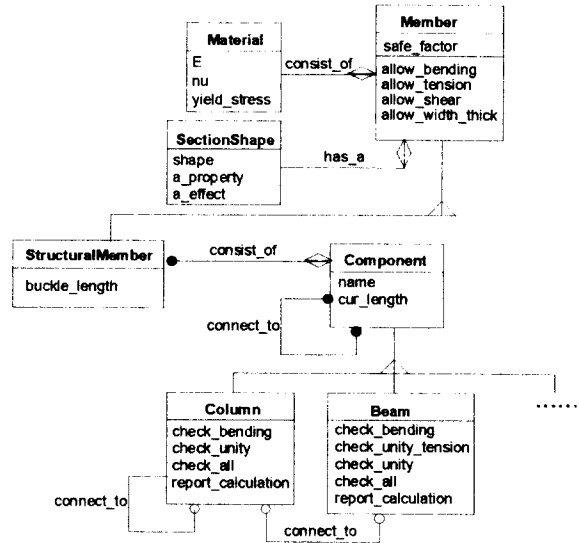 Member
safe_factor
allow_bending
allow_tension
allow_shear
allow_width_thick
Material
E
nu
yield_stress
consist_of
SectionShape
shape
a_property
a_effect
has_a
StructuralMember
buckle_length
consist_of
Component
name
cur_length
connect_to
Column
check_bending
check_unity
check_all
report_calculation
Beam
check_bending
check_unity_tension
check_unity
check_all
report_calculation
......
connect_to
connect_to